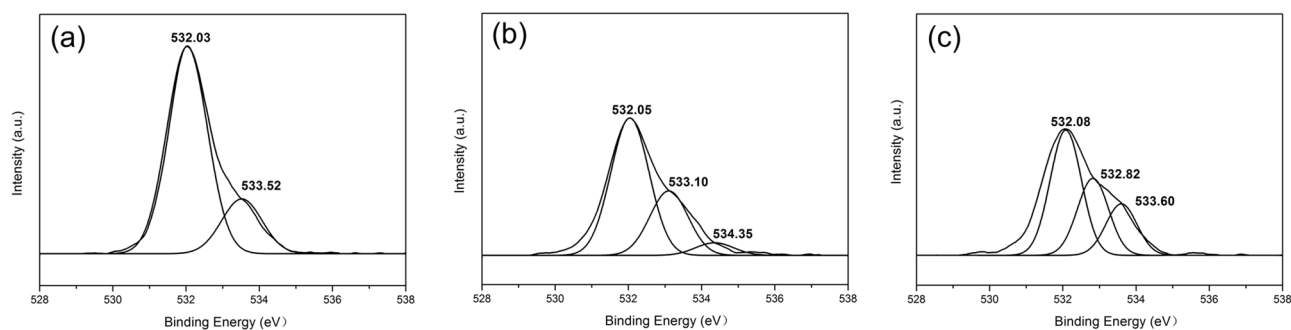 (a)
532.03
533.52
Intensity (a.u.)
528 530 532 534 536 538
Binding Energy (eV）
(b)
532.05
533.10
534.35
Intensity (a.u.)
528 530 532 534 536 538
Binding Energy (eV）
(c)
532.08
532.82
533.60
Intensity (a.u.)
528 530 532 534 536 538
Binding Energy (eV）